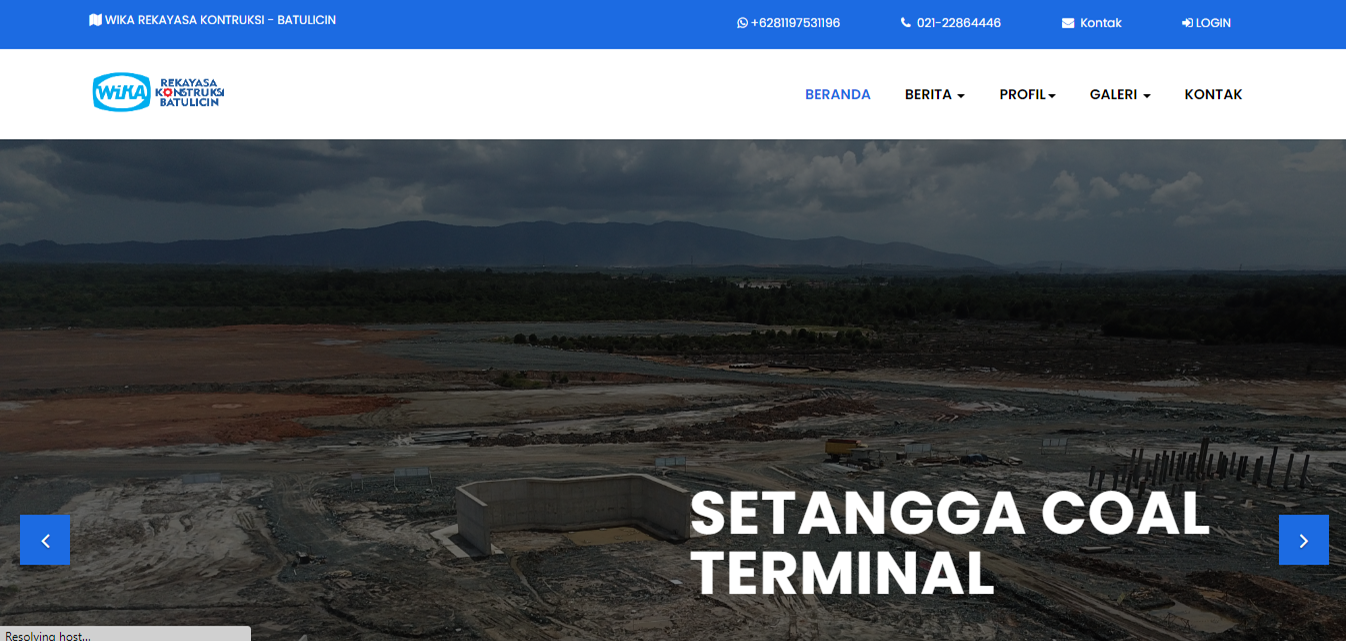 WIKA REKAYASA KONTRUKSI - BATULICIN
+6281197531196
021-22864446
Kontak
LOGIN
WIKA
REKAYASA
KONSTRUKSI
BATULICIN
BERANDA
BERITA
PROFIL
GALERI
KONTAK
SETANGGA COAL
TERMINAL
Resolving host...